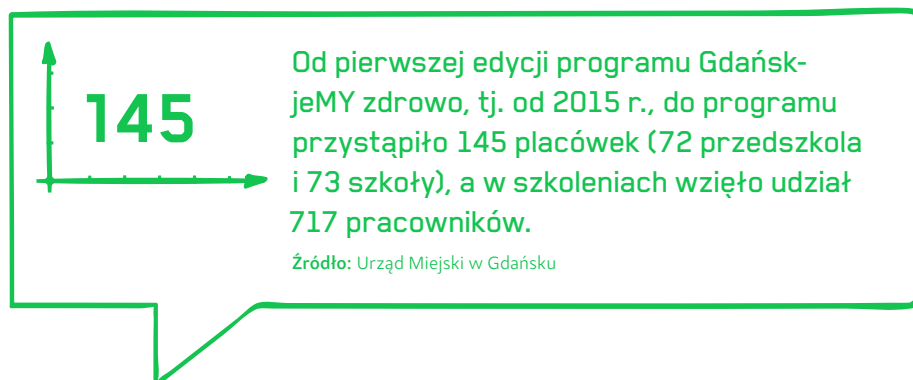 145
Od pierwszej edycji programu Gdańsk-
jeMY zdrowo, tj. od 2015 r., do programu
przystąpiło 145 placówek (72 przedszkola
i 73 szkoły), a w szkoleniach wzięło udział
717 pracowników.
Źródło: Urząd Miejski w Gdańsku